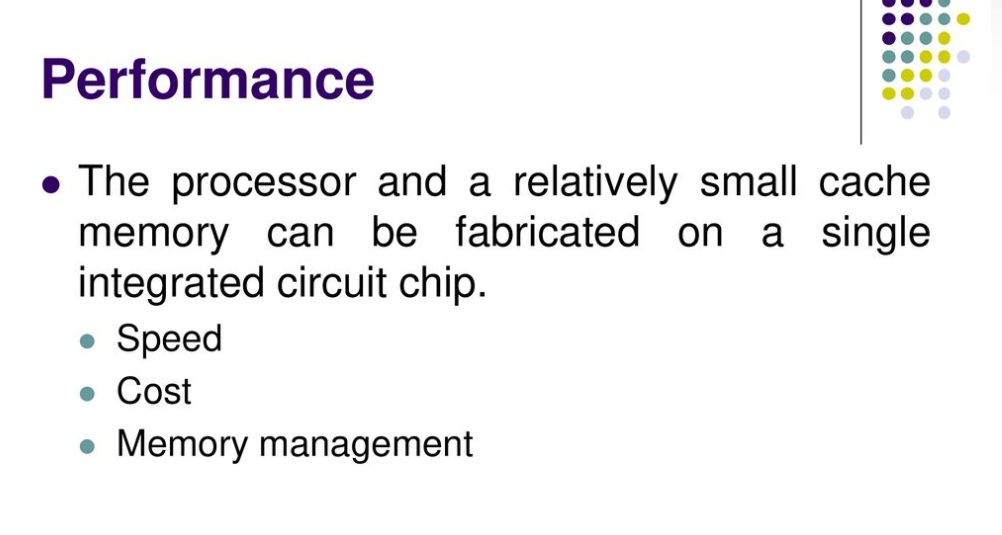 Performance
• The processor and a relatively small cache
memory can be fabricated on a single
integrated circuit chip.
• Speed
• Cost
• Memory management